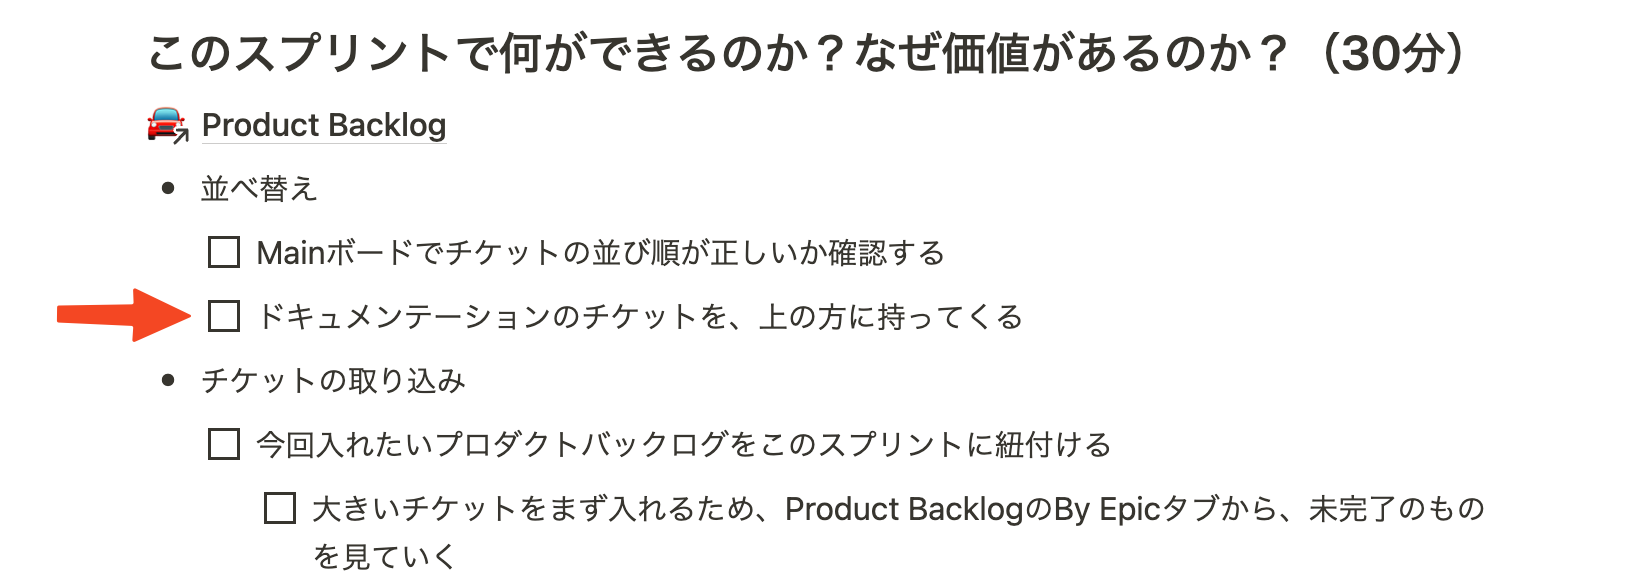 このスプリントで何ができるのか？なぜ価値があるのか？（30分）
Product Backlog
並べ替え
Mainボードでチケットの並び順が正しいか確認する
ドキュメンテーションのチケットを、上の方に持ってくる
チケットの取り込み
今回入れたいプロダクトバックログをこのスプリントに紐付ける
大きいチケットをまず入れるため、Product BacklogのBy Epicタブから、未完了のもの
を見ていく